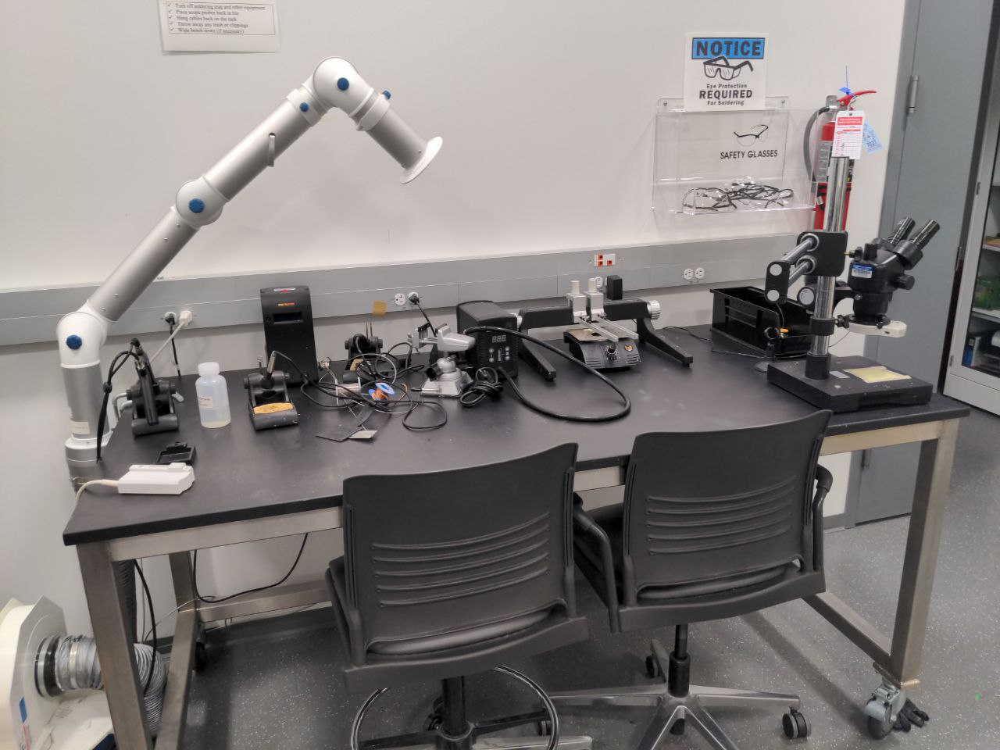 ✓ Turn off soldering iron and other equipment
✓ Place scope probes back in bin
✓ Hang cables back on the rack
✓ Throw away any trash or clippings
✓ Wipe bench down (if necessary)
NOTICE
Eye Protection
REQUIRED
For Soldering
SAFETY GLASSES